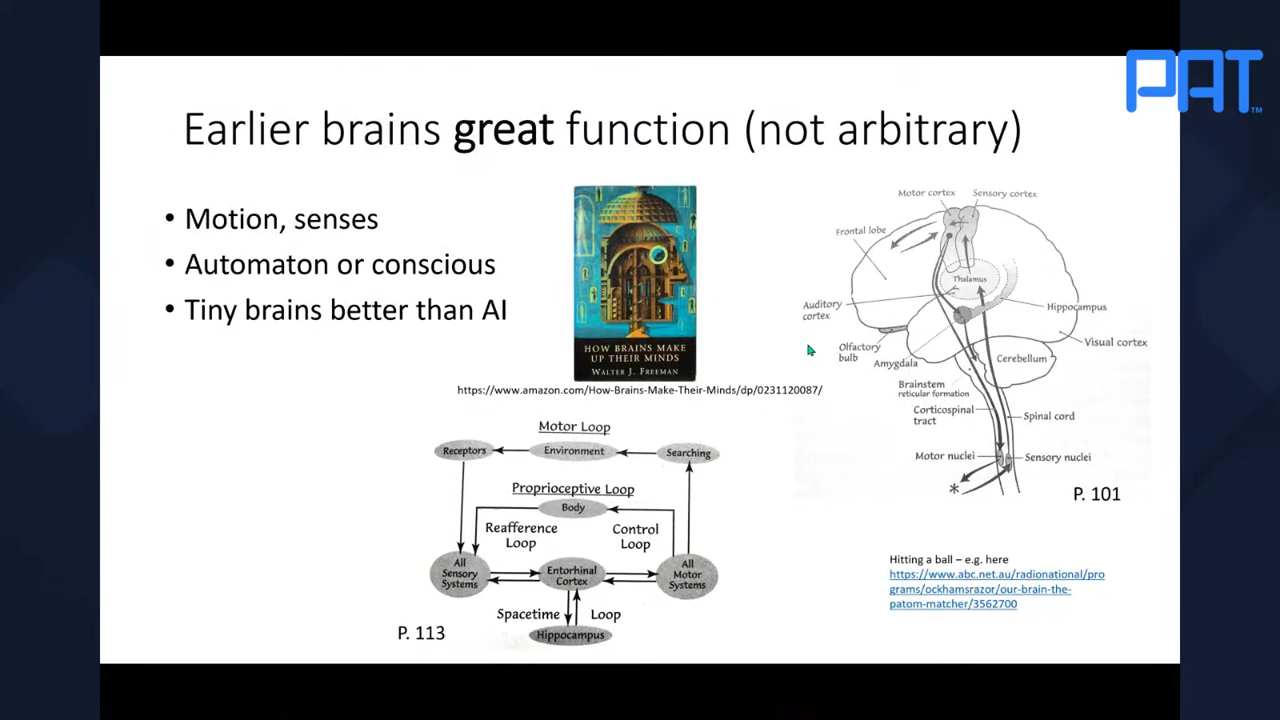 PAT™
Earlier brains great function (not arbitrary)
• Motion, senses
• Automaton or conscious
• Tiny brains better than AI
HOW BRAINS MAKE
UP THEIR MINDS
WALTER J. FREEMAN
https://www.amazon.com/How-Brains-Make-Their-Minds/dp/0231120087/
Motor cortex
Sensory cortex
Frontal lobe
Thalamus
Auditory
cortex
Hippocampus
Olfactory
bulb
Visual cortex
Amygdala
Cerebellum
Brainstem
reticular formation
Corticospinal
tract
Spinal cord
Motor nuclei
Sensory nuclei
*
P. 101
Motor Loop
Receptors
Environment
Searching
Proprioceptive Loop
Body
Reafference
Loop
Control
Loop
All
Sensory
Systems
Entorhinal
Cortex
All
Motor
Systems
Spacetime
Loop
Hippocampus
P. 113
Hitting a ball – e.g. here
https://www.abc.net.au/radionational/pro
grams/ockhamsrazor/our-brain-the-
patom-matcher/3562700